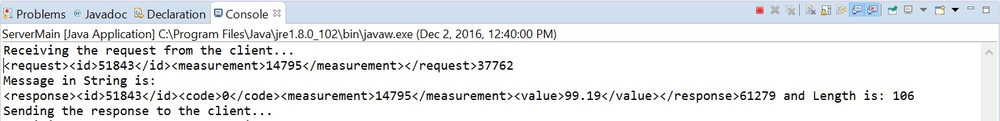 Problems @ Javadoc Declaration Console
ServerMain [Java Application] C:\Program Files\Java\jre1.8.0_102\bin\javaw.exe (Dec 2, 2016, 12:40:00 PM)
Receiving the request from the client...
<request><id>51843</id><measurement>14795</measurement></request>37762
Message in String is:
<response><id>51843</id><code>0</code><measurement>14795</measurement><value>99.19</value></response>61279 and Length is: 106
Sending the response to the client...